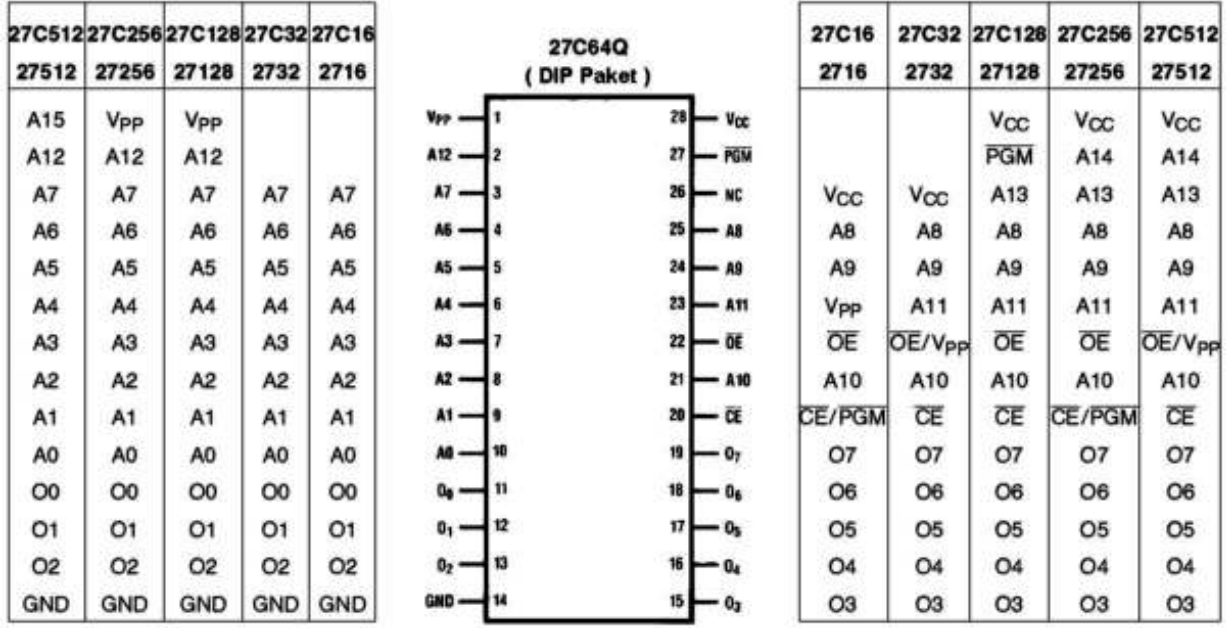 27C512 27C256 27C128 27C32 27C16
27512 27256 27128 2732 2716
A15 VPP VPP
A12 A12 A12
A7 A7 A7 A7 A7
A6 A6 A6 A6 A6
A5 A5 A5 A5 A5
A4 A4 A4 A4 A4
A3 A3 A3 A3 A3
A2 A2 A2 A2 A2
A1 A1 A1 A1 A1
A0 A0 A0 A0 A0
O0 O0 O0 O0 O0
O1 O1 O1 O1 O1
O2 O2 O2 O2 O2
GND GND GND GND GND
27C64Q
( DIP Paket )
VPP 1 28 VCC
A12 2 27 PGM
A7 3 26 NC
A6 4 25 A8
A5 5 24 A9
A4 6 23 A11
A3 7 22 OE
A2 8 21 A10
A1 9 20 CE
A0 10 19 O7
O0 11 18 O6
O1 12 17 O5
O2 13 16 O4
GND 14 15 O3
27C16 27C32 27C128 27C256 27C512
2716 2732 27128 27256 27512
VCC VCC VCC
PGM A14 A14
VCC VCC A13 A13 A13
A8 A8 A8 A8 A8
A9 A9 A9 A9 A9
VPP A11 A11 A11 A11
OE OE/VPP OE OE OE/VPP
A10 A10 A10 A10 A10
CE/PGM CE CE CE/PGM CE
O7 O7 O7 O7 O7
O6 O6 O6 O6 O6
O5 O5 O5 O5 O5
O4 O4 O4 O4 O4
O3 O3 O3 O3 O3